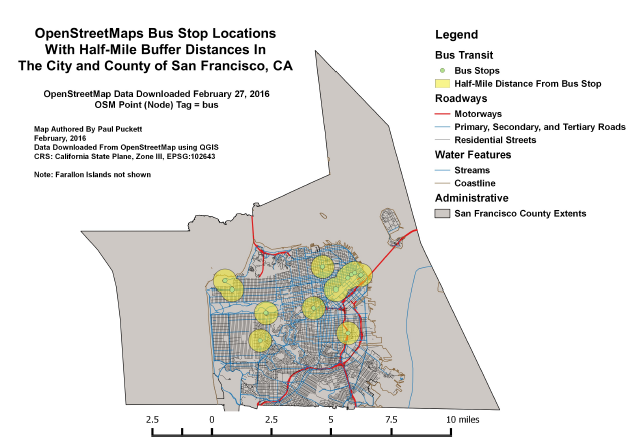 OpenStreetMaps Bus Stop Locations
With Half-Mile Buffer Distances In
The City and County of San Francisco, CA
OpenStreetMap Data Downloaded February 27, 2016
OSM Point (Node) Tag = bus
Map Authored By Paul Puckett
February, 2016
Data Downloaded From OpenStreetMap using QGIS
CRS: California State Plane, Zone III, EPSG:102643
Note: Farallon Islands not shown
Legend
Bus Transit
Bus Stops
Half-Mile Distance From Bus Stop
Roadways
Motorways
Primary, Secondary, and Tertiary Roads
Residential Streets
Water Features
Streams
Coastline
Administrative
San Francisco County Extents
2.5 0 2.5 5 7.5 10 miles